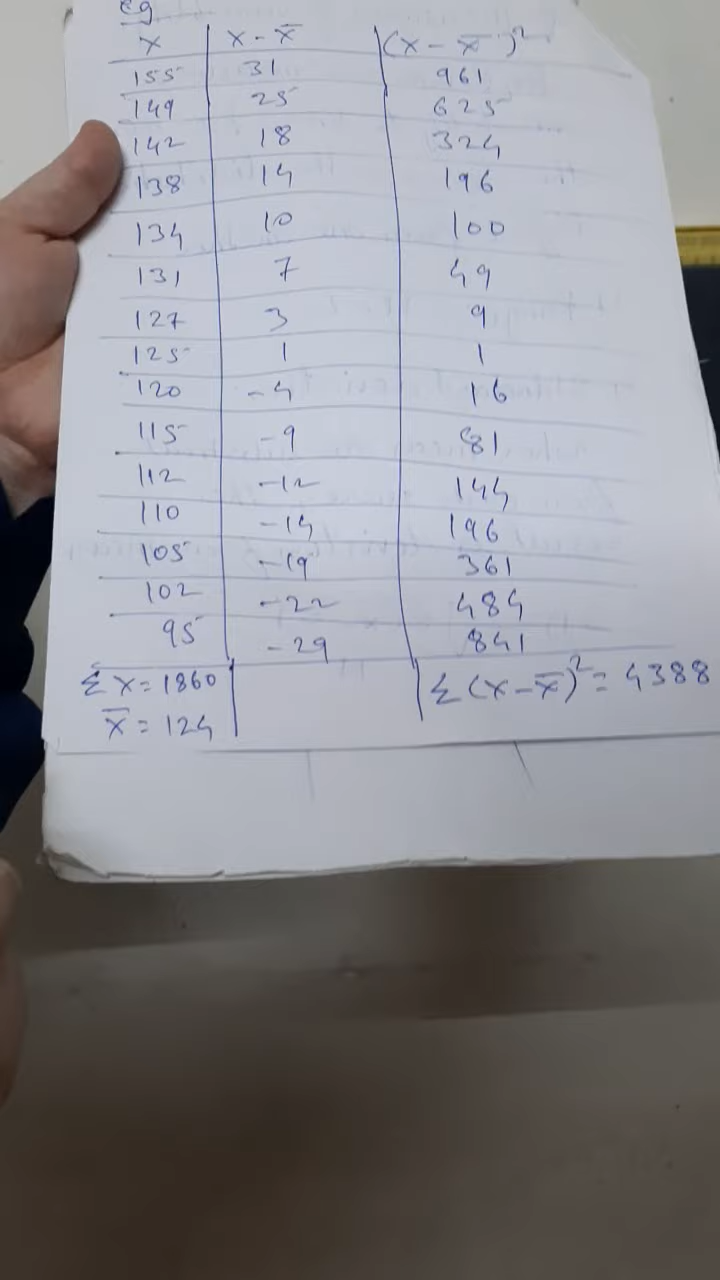 eg
x x - x̄ (x - x̄)²
155 31 961
149 25 625
142 18 324
138 14 196
134 10 100
131 7 49
127 3 9
125 1 1
120 -4 16
115 -9 81
112 -12 144
110 -14 196
105 -19 361
102 -22 484
95 -29 841
Σx = 1860 Σ(x - x̄)² = 4388
x̄ = 124